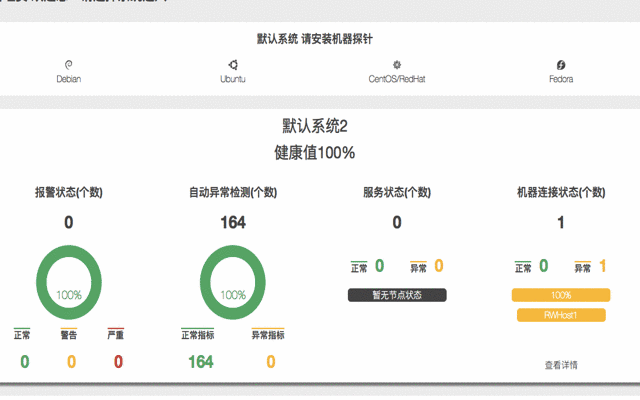 默认系统 请安装机器探针
Debian Ubuntu CentOS/RedHat Fedora
默认系统2
健康值100%
报警状态(个数) 自动异常检测(个数) 服务状态(个数) 机器连接状态(个数)
0 164 0 1
正常 0 异常 0 正常 0 异常 1
100% 100% 暂无节点状态 100%
RWHost1
正常 警告 严重 正常指标 异常指标
0 0 0 164 0
查看详情